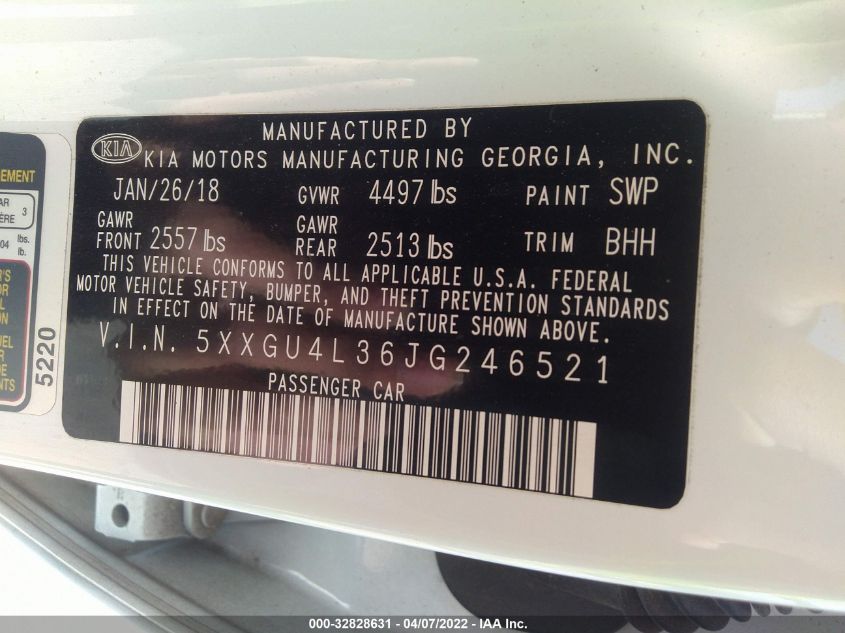 MANUFACTURED BY
KIA KIA MOTORS MANUFACTURING GEORGIA, INC.
JAN/26/18 GVWR 4497 lbs PAINT SWP
GAWR FRONT 2557 lbs GAWR REAR 2513 lbs TRIM BHH
THIS VEHICLE CONFORMS TO ALL APPLICABLE U.S.A. FEDERAL
MOTOR VEHICLE SAFETY, BUMPER, AND THEFT PREVENTION STANDARDS
IN EFFECT ON THE DATE OF MANUFACTURE SHOWN ABOVE.
V.I.N. 5XXGU4L36JG246521
PASSENGER CAR
3
lbs.
lb.
5220
000-32828631 - 04/07/2022 - IAA Inc.